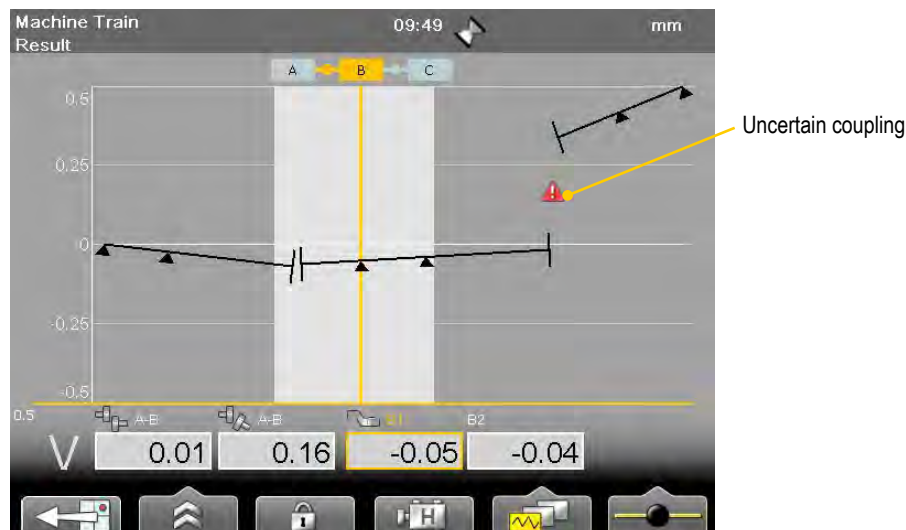 Machine Train 09:49 mm
Result
A B C
0.5
0.25
Uncertain coupling
0
-0.25
-0.5
0.5 A-B A-B B1 B2
V 0.01 0.16 -0.05 -0.04
H